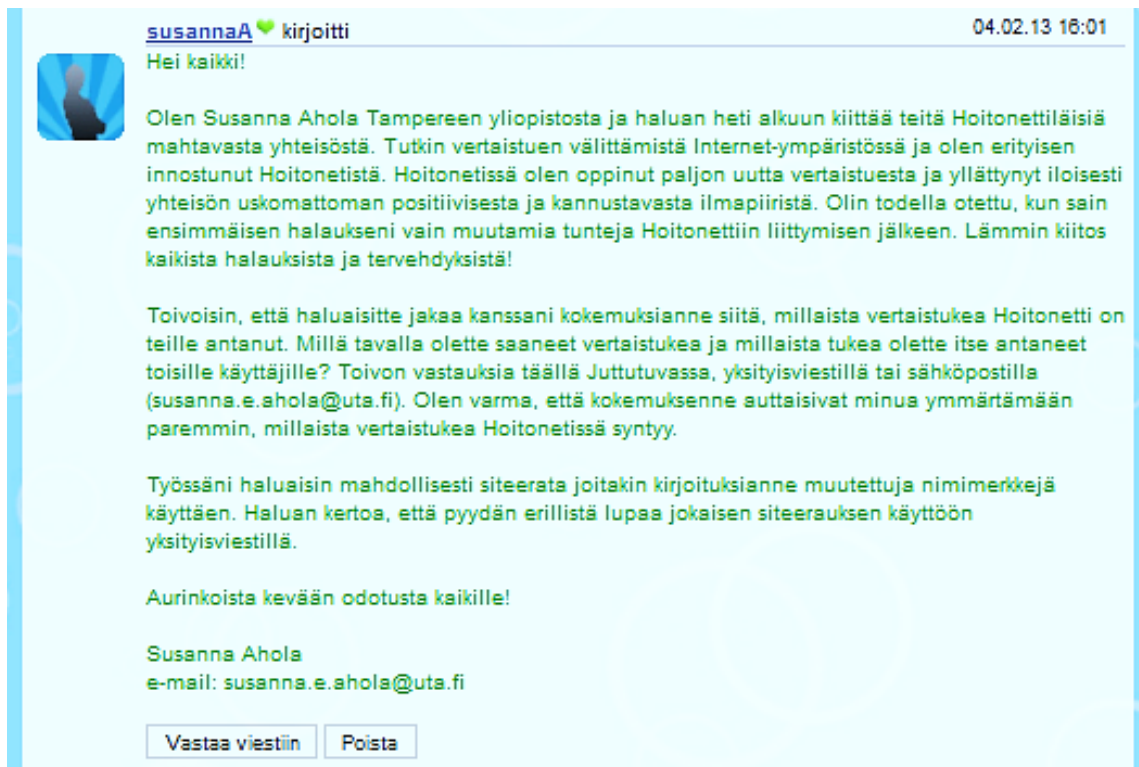 susannaA kirjoitti 04.02.13 16:01
Hei kaikki!
Olen Susanna Ahola Tampereen yliopistosta ja haluan heti alkuun kiittää teitä Hoitonettiläisiä
mahtavasta yhteisöstä. Tutkin vertaistuen välittämistä Internet-ympäristössä ja olen erityisen
innostunut Hoitonetistä. Hoitonetissä olen oppinut paljon uutta vertaistuesta ja yllättynyt iloisesti
yhteisön uskomattoman positiivisesta ja kannustavasta ilmapiiristä. Olin todella otettu, kun sain
ensimmäisen halaukseni vain muutamia tunteja Hoitonettiin liittymisen jälkeen. Lämmin kiitos
kaikista halauksista ja tervehdyksistä!
Toivoisin, että haluaisitte jakaa kanssani kokemuksianne siitä, millaista vertaistukea Hoitonetti on
teille antanut. Millä tavalla olette saaneet vertaistukea ja millaista tukea olette itse antaneet
toisille käyttäjille? Toivon vastauksia täällä Juttutuvassa, yksityisviestillä tai sähköpostilla
(susanna.e.ahola@uta.fi). Olen varma, että kokemuksenne auttaisivat minua ymmärtämään
paremmin, millaista vertaistukea Hoitonetissä syntyy.
Työssäni haluaisin mahdollisesti siteerata joitakin kirjoituksianne muutettuja nimimerkkejä
käyttäen. Haluan kertoa, että pyydän erillistä lupaa jokaisen siteerauksen käyttöön
yksityisviestillä.
Aurinkoista kevään odotusta kaikille!
Susanna Ahola
e-mail: susanna.e.ahola@uta.fi
Vastaa viestiin Poista